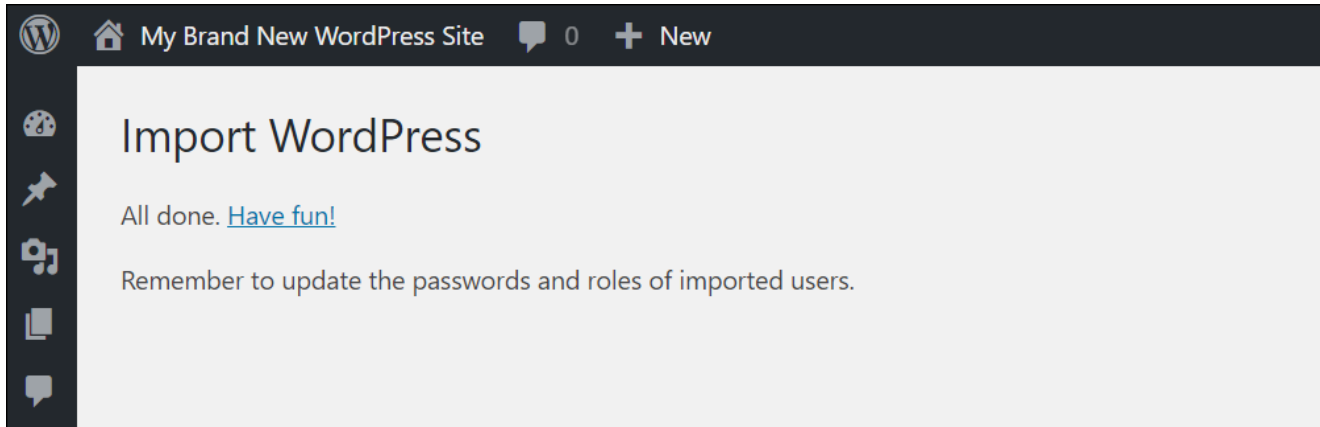 My Brand New WordPress Site 0 New
Import WordPress
All done. Have fun!
Remember to update the passwords and roles of imported users.